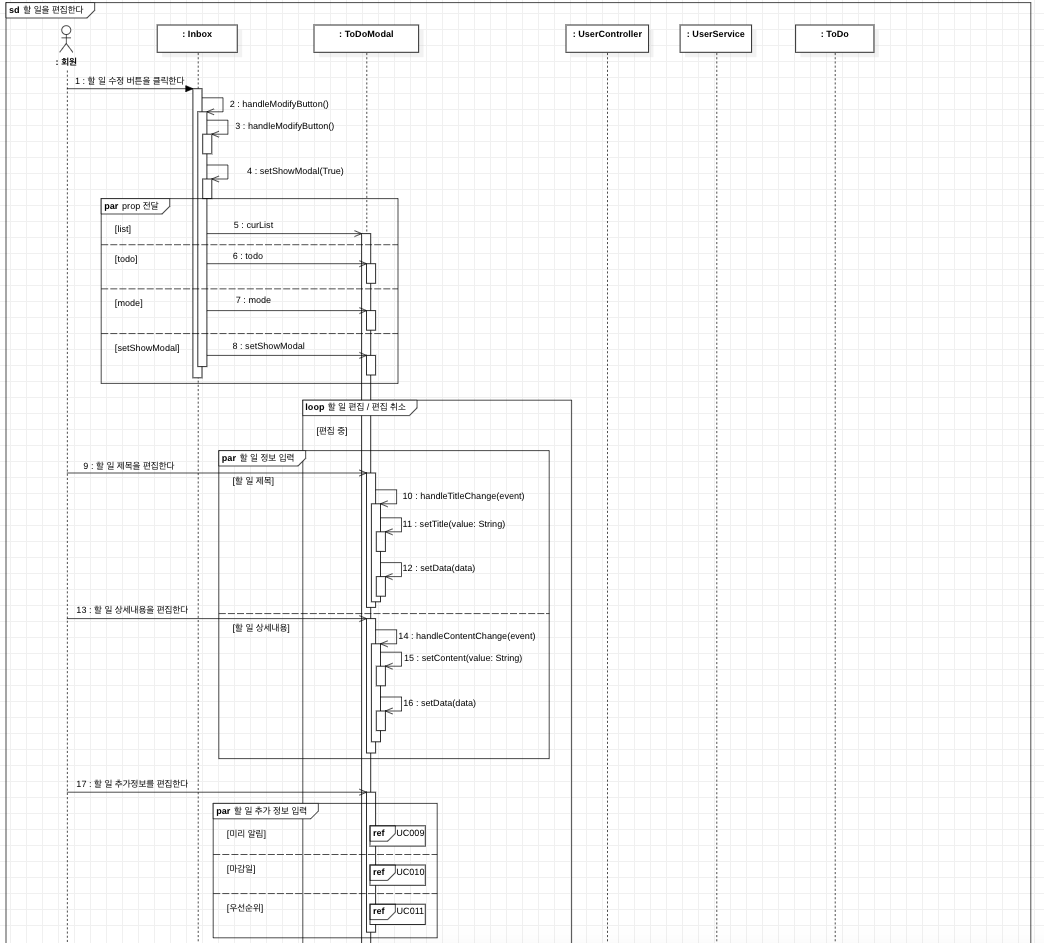 sd 할 일을 편집한다
: 회원
: Inbox
: ToDoModal
: UserController
: UserService
: ToDo
1 : 할 일 수정 버튼을 클릭한다
2 : handleModifyButton()
3 : handleModifyButton()
4 : setShowModal(True)
par prop 전달
[list]
5 : curList
[todo]
6 : todo
[mode]
7 : mode
[setShowModal]
8 : setShowModal
loop 할 일 편집 / 편집 취소
[편집 중]
par 할 일 정보 입력
9 : 할 일 제목을 편집한다
[할 일 제목]
10 : handleTitleChange(event)
11 : setTitle(value: String)
12 : setData(data)
13 : 할 일 상세내용을 편집한다
[할 일 상세내용]
14 : handleContentChange(event)
15 : setContent(value: String)
16 : setData(data)
17 : 할 일 추가정보를 편집한다
par 할 일 추가 정보 입력
[미리 알림]
ref UC009
[마감일]
ref UC010
[우선순위]
ref UC011